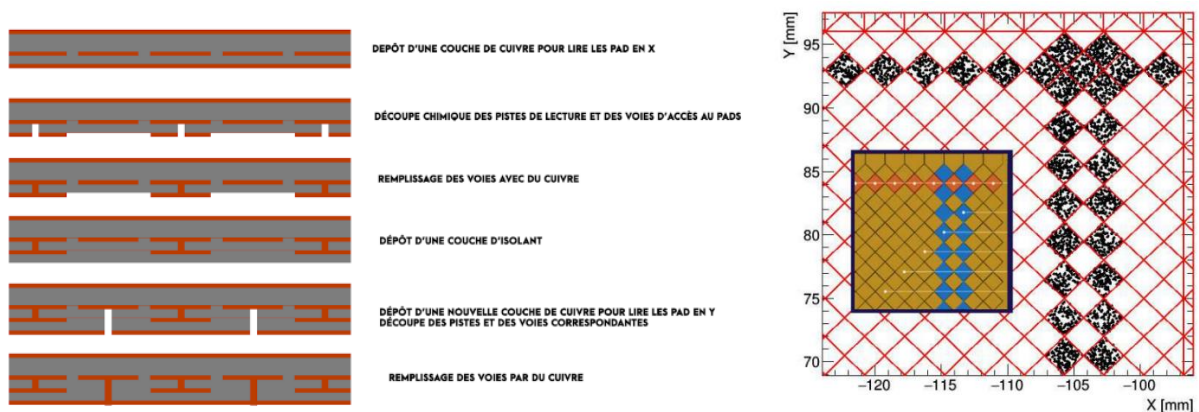 DEPÔT D'UNE COUCHE DE CUIVRE POUR LIRE LES PAD EN X
DÉCOUPE CHIMIQUE DES PISTES DE LECTURE ET DES VOIES D'ACCÈS AU PADS
REMPLISSAGE DES VOIES AVEC DU CUIVRE
DÉPÔT D'UNE COUCHE D'ISOLANT
DÉPÔT D'UNE NOUVELLE COUCHE DE CUIVRE POUR LIRE LES PAD EN Y
DÉCOUPE DES PISTES ET DES VOIES CORRESPONDANTES
REMPLISSAGE DES VOIES PAR DU CUIVRE
Y [mm]
95
90
85
80
75
70
−120 −115 −110 −105 −100
X [mm]